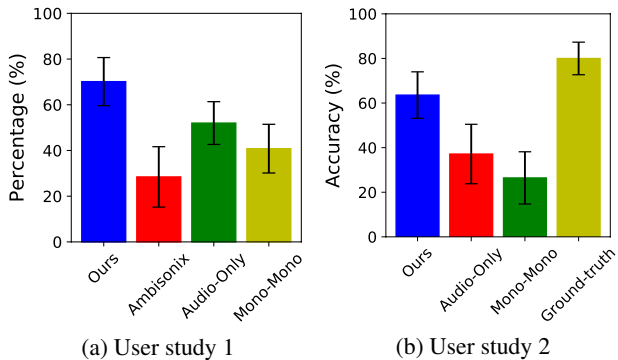 Percentage (%)
100
80
60
40
20
0
Ours
Ambisonix
Audio-Only
Mono-Mono
(a) User study 1
Accuracy (%)
100
80
60
40
20
0
Ours
Audio-Only
Mono-Mono
Ground-truth
(b) User study 2